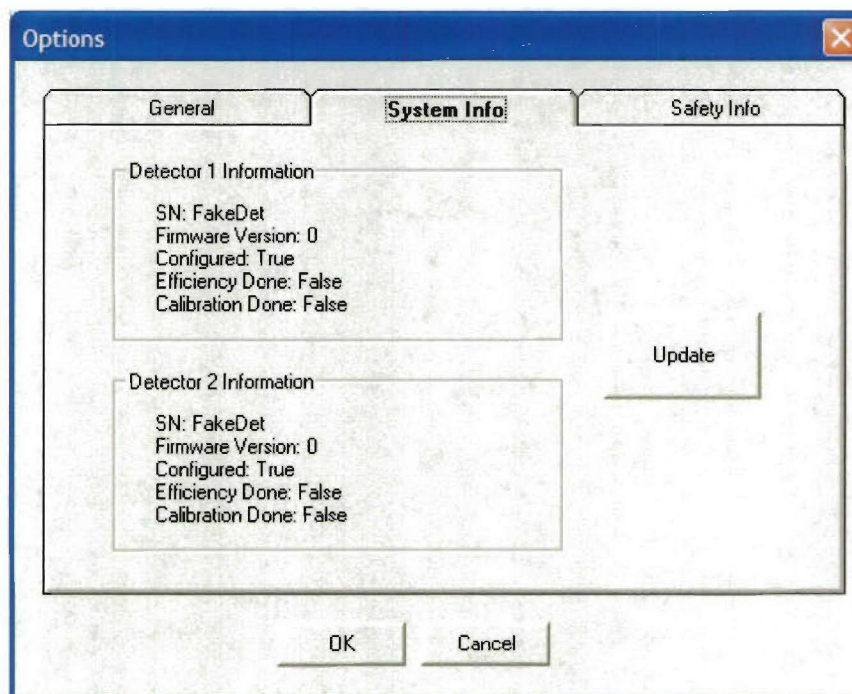 Options
General
System Info
Safety Info
Detector 1 Information
SN: FakeDet
Firmware Version: 0
Configured: True
Efficiency Done: False
Calibration Done: False
Update
Detector 2 Information
SN: FakeDet
Firmware Version: 0
Configured: True
Efficiency Done: False
Calibration Done: False
OK
Cancel